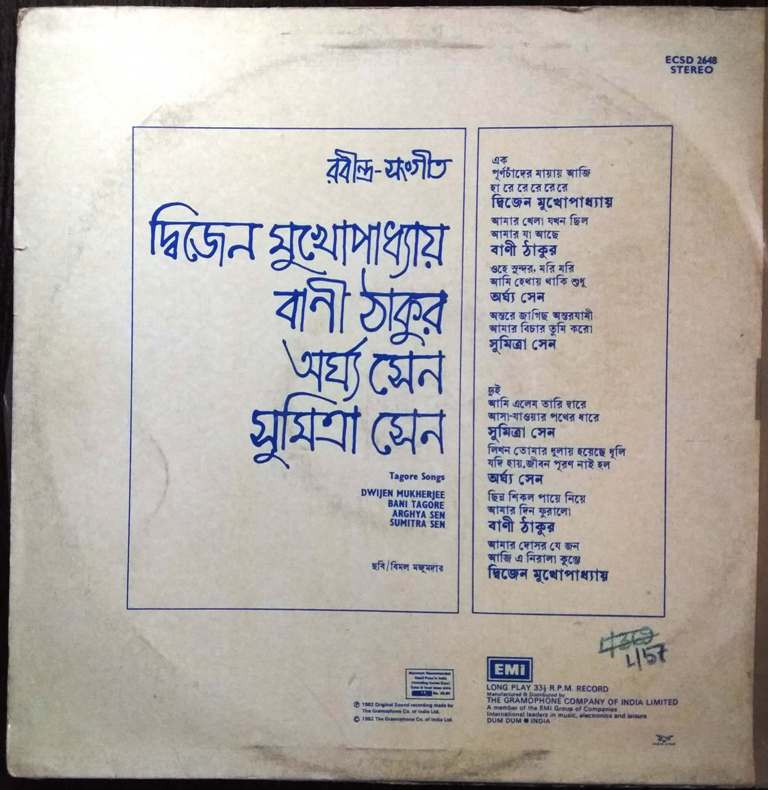 ECSD 2648
STEREO
রবীন্দ্র-সংগীত
দ্বিজেন মুখোপাধ্যায়
বাণী ঠাকুর
অর্ঘ্য সেন
সুমিত্রা সেন
Tagore Songs
DWIJEN MUKHERJEE
BANI TAGORE
ARGHYA SEN
SUMITRA SEN
ছবি/বিমল মজুমদার
এক
পূর্ণচাঁদের মায়ায় আজি
হা রে রে রে রে রে
দ্বিজেন মুখোপাধ্যায়
আমার খেলা যখন ছিল
আমার যা আছে
বাণী ঠাকুর
ওহে সুন্দর, মরি মরি
আমি হেথায় থাকি শুধু
অর্ঘ্য সেন
অন্তরে জাগিছ অন্তরযামী
আমার বিচার তুমি করো
সুমিত্রা সেন
দুই
আমি এলেম তারি দ্বারে
আসা-যাওয়ার পথের ধারে
সুমিত্রা সেন
লিখন তোমার ধুলায় হয়েছে ধূলি
যদি হায়, জীবন পূরণ নাই হল
অর্ঘ্য সেন
ছিন্ন শিকল পায়ে নিয়ে
আমার দিন ফুরালো
বাণী ঠাকুর
আমার দোসর যে জন
আজি এ নিরালা কুঞ্জে
দ্বিজেন মুখোপাধ্যায়
L/57
EMI
LONG PLAY 33⅓ R.P.M. RECORD
Manufactured & Distributed by
THE GRAMOPHONE COMPANY OF INDIA LIMITED
A member of the EMI Group of Companies
International leaders in music, electronics and leisure
DUM DUM ● INDIA
℗ 1982 Original Sound recording made by
The Gramophone Co. of India Ltd.
© 1982 The Gramophone Co. of India Ltd.